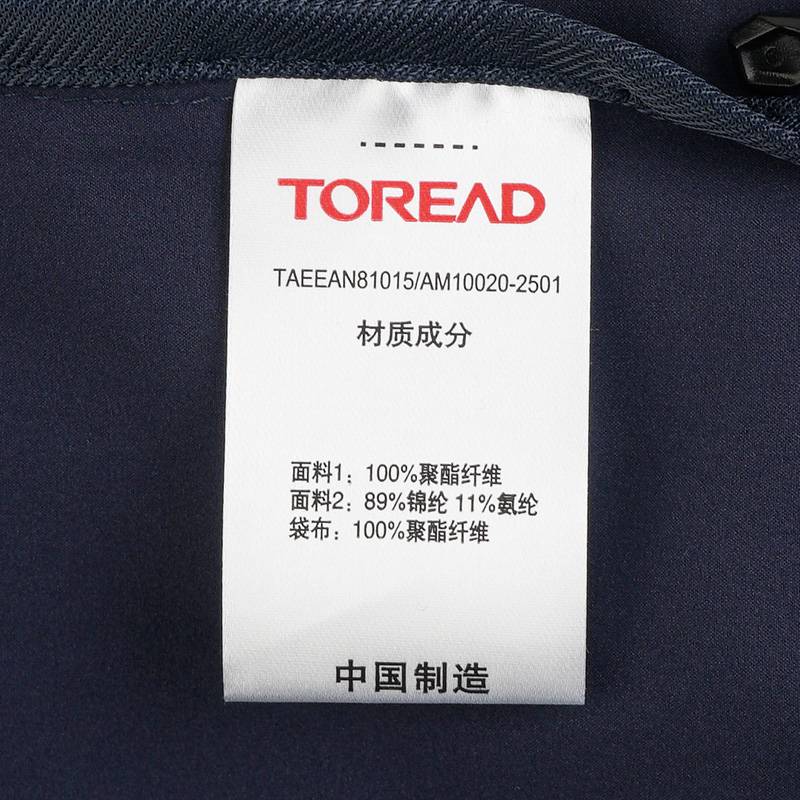 TOREAD
TAEEAN81015/AM10020-2501
材质成分
面料1：100%聚酯纤维
面料2：89%锦纶 11%氨纶
袋布：100%聚酯纤维
中国制造